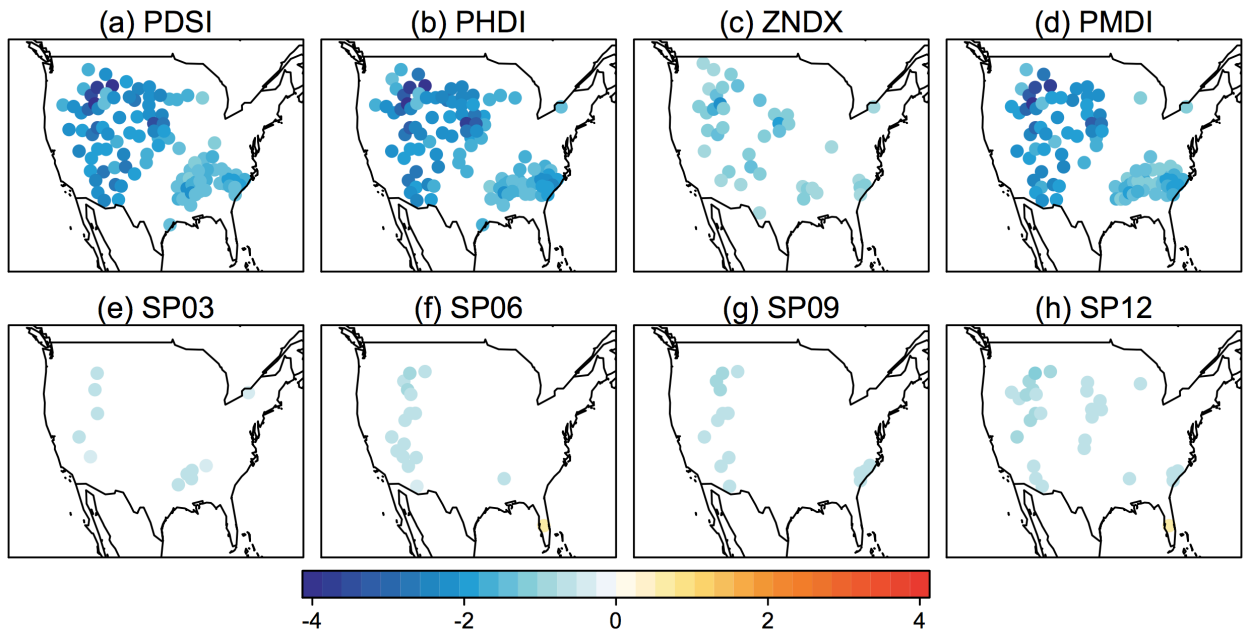 (a) PDSI
(b) PHDI
(c) ZNDX
(d) PMDI
(e) SP03
(f) SP06
(g) SP09
(h) SP12
-4 -2 0 2 4